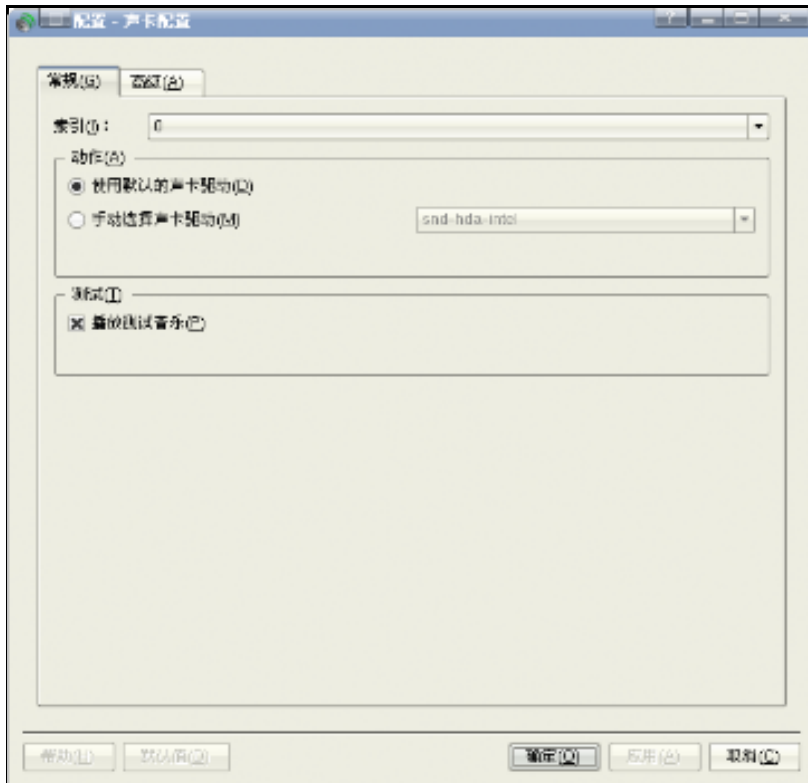 配置 - 声卡配置
常规(G)
高级(A)
索引(I)： 0
动作(A)
使用默认的声卡驱动(D)
手动选择声卡驱动(M)
snd-hda-intel
测试(T)
播放测试音乐(P)
帮助(H)
默认值(D)
确定(O)
应用(A)
取消(C)